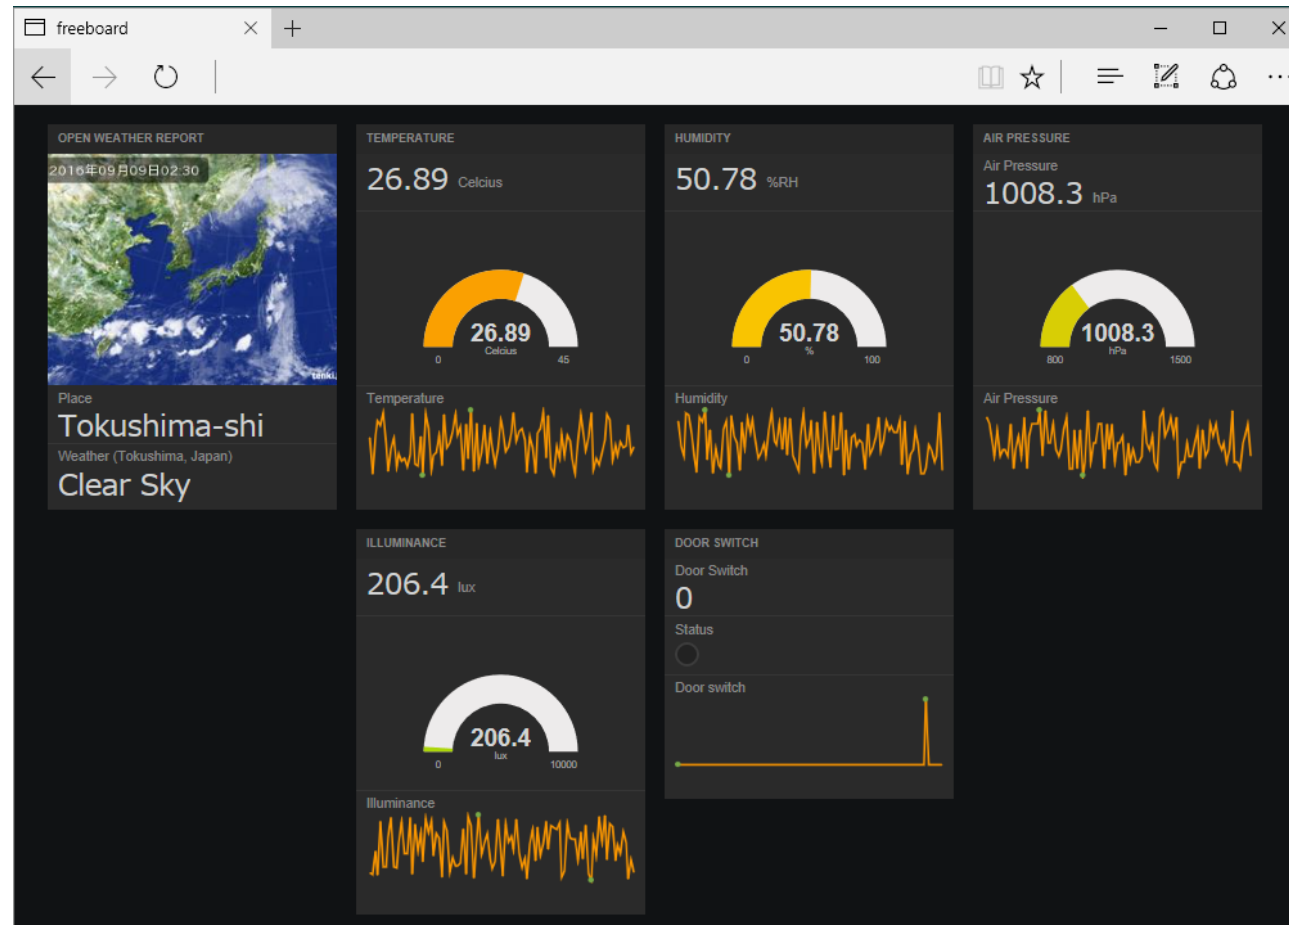 freeboard
OPEN WEATHER REPORT
2016年09月09日02:30
tenki.
Place
Tokushima-shi
Weather (Tokushima, Japan)
Clear Sky
TEMPERATURE
26.89 Celcius
26.89
Celcius
0 45
Temperature
HUMIDITY
50.78 %RH
50.78
%
0 100
Humidity
AIR PRESSURE
Air Pressure
1008.3 hPa
1008.3
hPa
800 1500
Air Pressure
ILLUMINANCE
206.4 lux
206.4
lux
0 10000
Illuminance
DOOR SWITCH
Door Switch
0
Status
Door switch